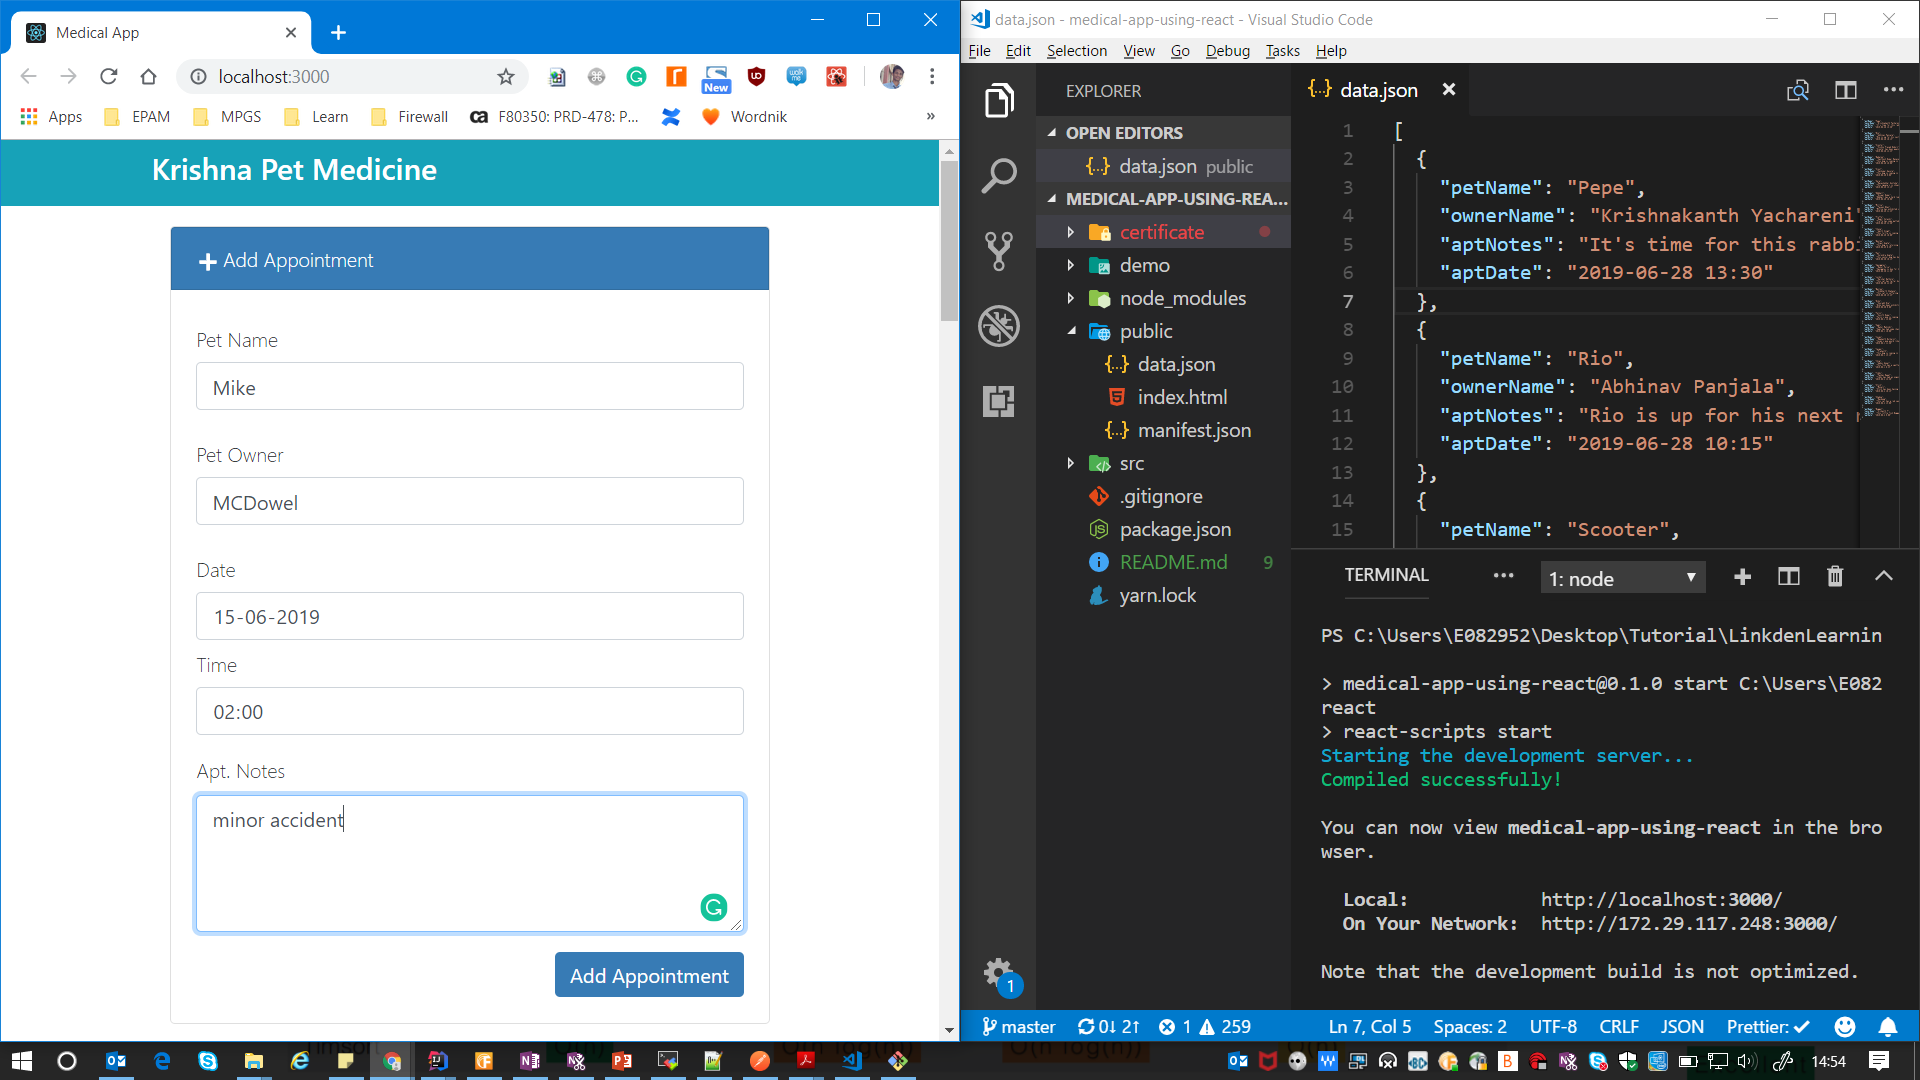 Medical App
localhost:3000
New
Apps
EPAM
MPGS
Learn
Firewall
F80350: PRD-478: P...
Wordnik
»
Krishna Pet Medicine
Add Appointment
Pet Name
Mike
Pet Owner
MCDowel
Date
15-06-2019
Time
02:00
Apt. Notes
minor accident
Add Appointment
data.json - medical-app-using-react - Visual Studio Code
File Edit Selection View Go Debug Tasks Help
EXPLORER
OPEN EDITORS
{..} data.json public
MEDICAL-APP-USING-REA...
certificate
demo
node_modules
public
{..} data.json
index.html
{..} manifest.json
src
.gitignore
package.json
README.md 9
yarn.lock
1
{..} data.json
1 [
2 {
3 "petName": "Pepe",
4 "ownerName": "Krishnakanth Yachareni"
5 "aptNotes": "It's time for this rabb
6 "aptDate": "2019-06-28 13:30"
7 },
8 {
9 "petName": "Rio",
10 "ownerName": "Abhinav Panjala",
11 "aptNotes": "Rio is up for his next
12 "aptDate": "2019-06-28 10:15"
13 },
14 {
15 "petName": "Scooter",
TERMINAL
1: node
PS C:\Users\E082952\Desktop\Tutorial\LinkdenLearnin
> medical-app-using-react@0.1.0 start C:\Users\E082
react
> react-scripts start
Starting the development server...
Compiled successfully!
You can now view medical-app-using-react in the bro
wser.
Local: http://localhost:3000/
On Your Network: http://172.29.117.248:3000/
Note that the development build is not optimized.
master 0↓ 2↑ 1 259
Ln 7, Col 5 Spaces: 2 UTF-8 CRLF JSON Prettier: ✓
14:54